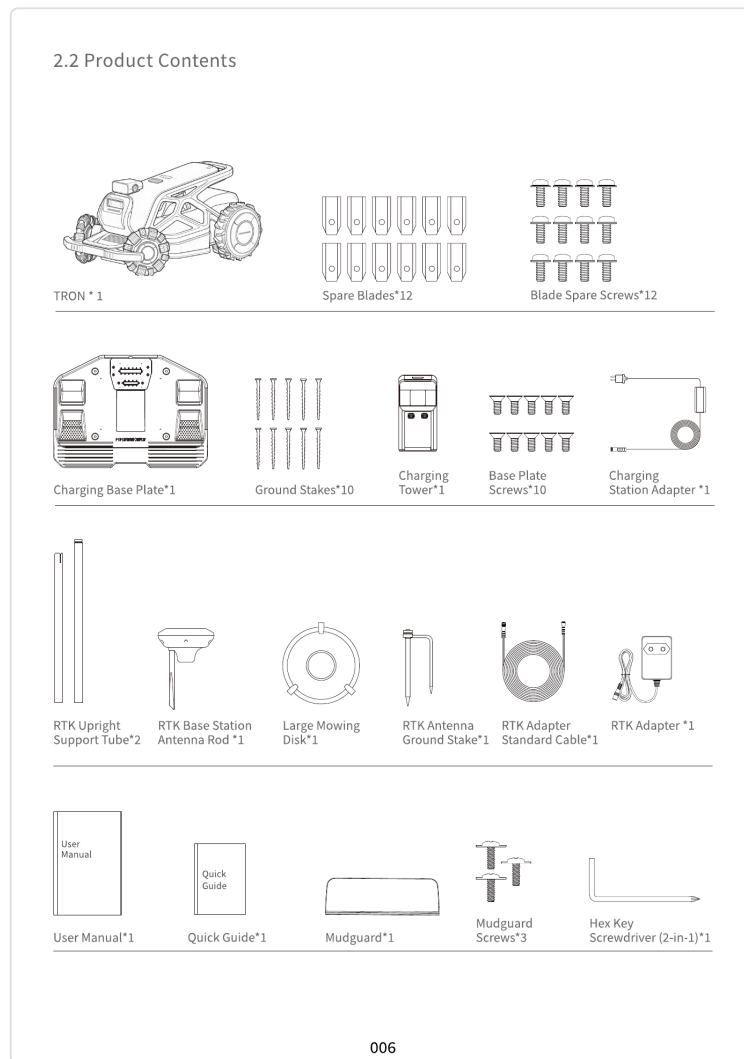 2.2 Product Contents
TRON * 1
Spare Blades*12
Blade Spare Screws*12
Charging Base Plate*1
Ground Stakes*10
Charging
Tower*1
Base Plate
Screws*10
Charging
Station Adapter *1
RTK Upright
Support Tube*2
RTK Base Station
Antenna Rod *1
Large Mowing
Disk*1
RTK Antenna
Ground Stake*1
RTK Adapter
Standard Cable*1
RTK Adapter *1
User
Manual
User Manual*1
Quick
Guide
Quick Guide*1
Mudguard*1
Mudguard
Screws*3
Hex Key
Screwdriver (2-in-1)*1
006